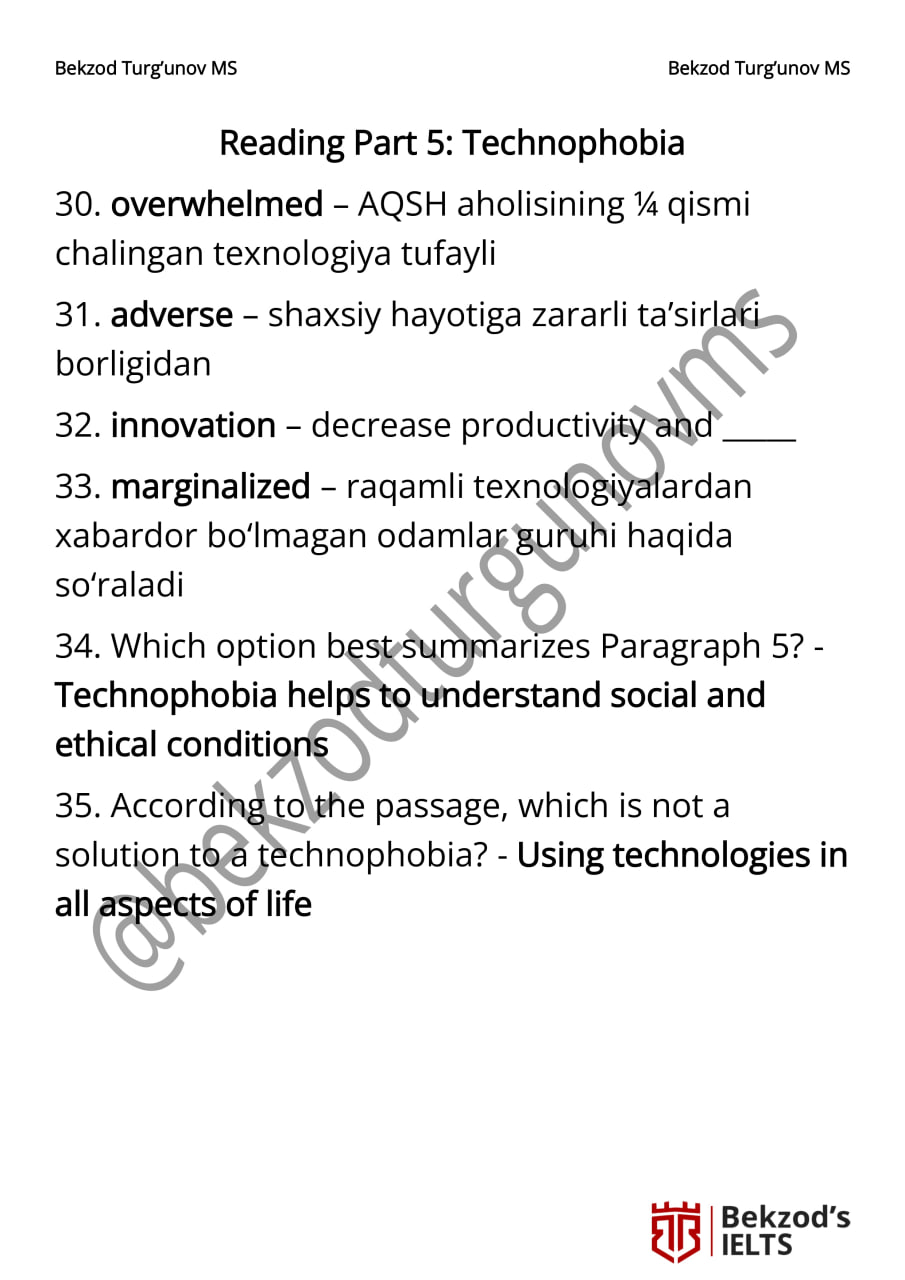 Bekzod Turg’unov MS
Bekzod Turg’unov MS
Reading Part 5: Technophobia
30. overwhelmed – AQSH aholisining ¼ qismi
chalingan texnologiya tufayli
31. adverse – shaxsiy hayotiga zararli ta’sirlari
borligidan
32. innovation – decrease productivity and _____
33. marginalized – raqamli texnologiyalardan
xabardor bo‘lmagan odamlar guruhi haqida
so‘raladi
34. Which option best summarizes Paragraph 5? -
Technophobia helps to understand social and
ethical conditions
35. According to the passage, which is not a
solution to a technophobia? - Using technologies in
all aspects of life
@bekzodturgunovms
Bekzod’s
IELTS